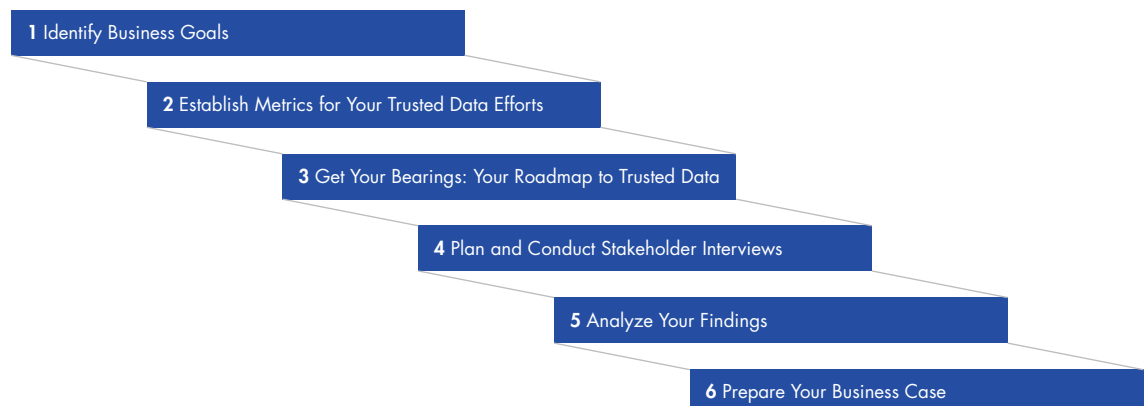 1 Identify Business Goals
2 Establish Metrics for Your Trusted Data Efforts
3 Get Your Bearings: Your Roadmap to Trusted Data
4 Plan and Conduct Stakeholder Interviews
5 Analyze Your Findings
6 Prepare Your Business Case